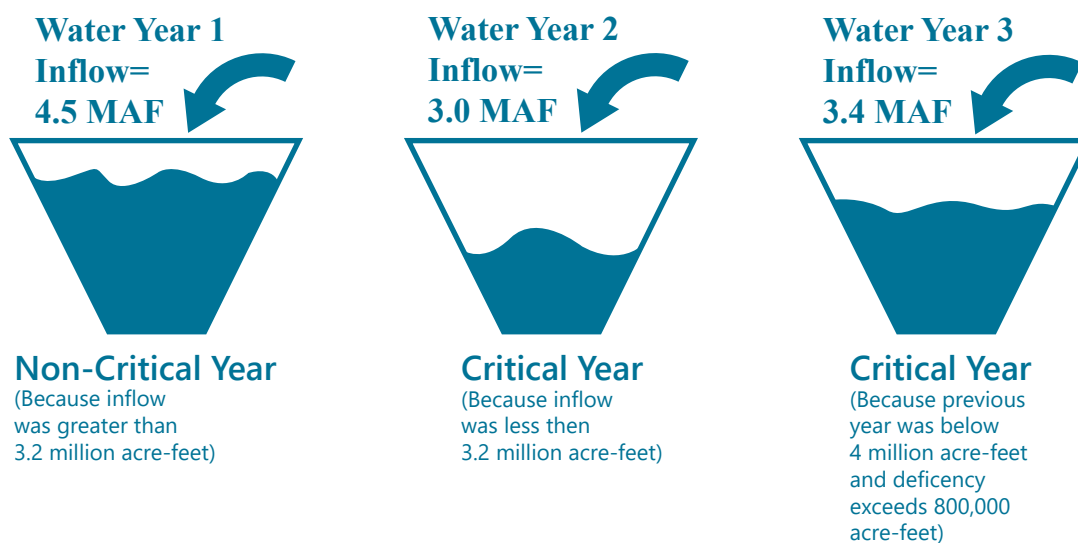 Water Year 1
Inflow=
4.5 MAF
Non-Critical Year
(Because inflow
was greater than
3.2 million acre-feet)
Water Year 2
Inflow=
3.0 MAF
Critical Year
(Because inflow
was less then
3.2 million acre-feet)
Water Year 3
Inflow=
3.4 MAF
Critical Year
(Because previous
year was below
4 million acre-feet
and deficency
exceeds 800,000
acre-feet)